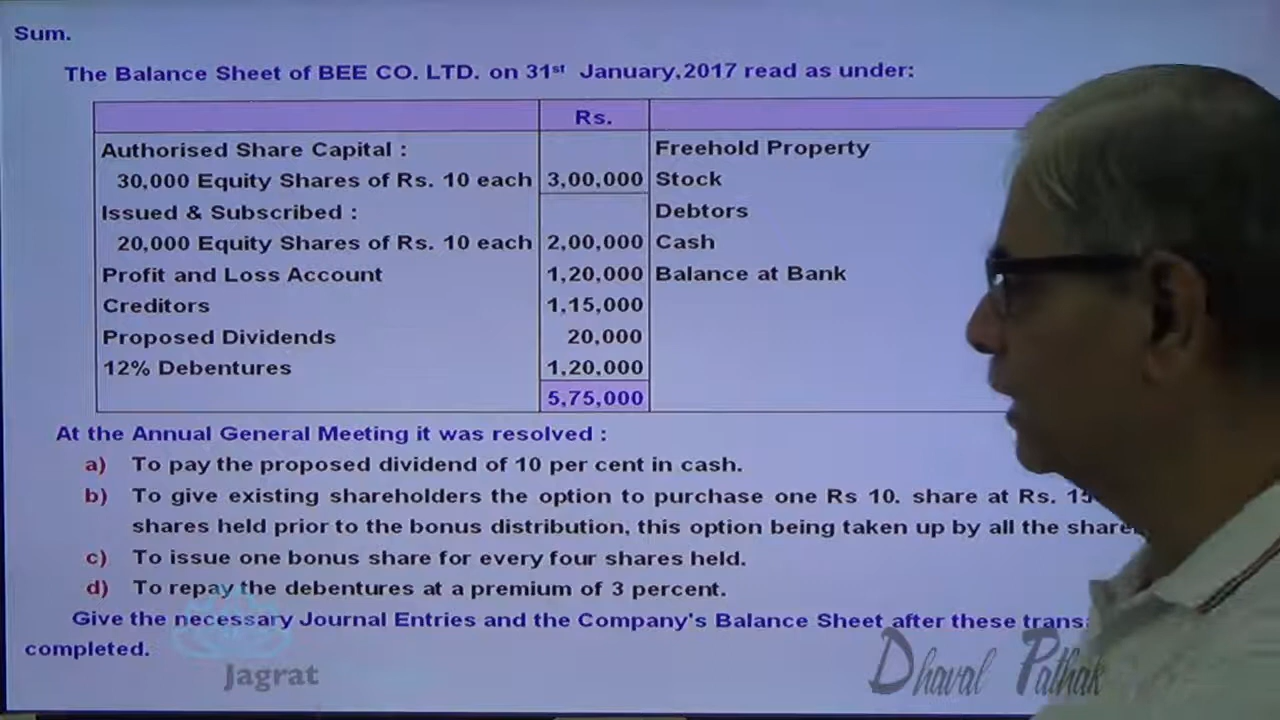 Sum.
The Balance Sheet of BEE CO. LTD. on 31st January,2017 read as under:
Rs.
Authorised Share Capital : Freehold Property
30,000 Equity Shares of Rs. 10 each 3,00,000 Stock
Issued & Subscribed : Debtors
20,000 Equity Shares of Rs. 10 each 2,00,000 Cash
Profit and Loss Account 1,20,000 Balance at Bank
Creditors 1,15,000
Proposed Dividends 20,000
12% Debentures 1,20,000
5,75,000
At the Annual General Meeting it was resolved :
a) To pay the proposed dividend of 10 per cent in cash.
b) To give existing shareholders the option to purchase one Rs 10. share at Rs.
shares held prior to the bonus distribution, this option being taken up by all the
c) To issue one bonus share for every four shares held.
d) To repay the debentures at a premium of 3 percent.
Give the necessary Journal Entries and the Company's Balance Sheet after these
completed.
Jagrat
Dhaval Pathak